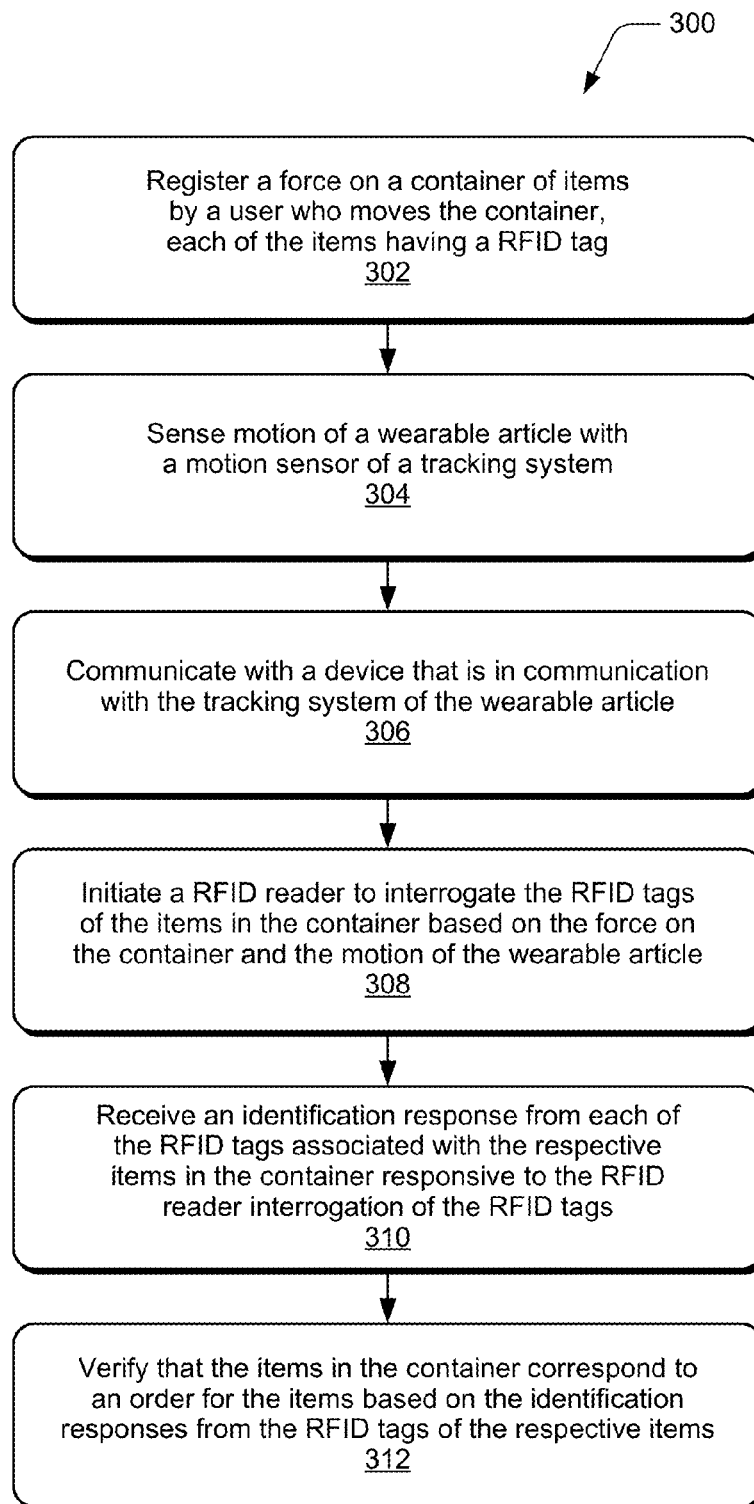 300
Register a force on a container of items
by a user who moves the container,
each of the items having a RFID tag
302
Sense motion of a wearable article with
a motion sensor of a tracking system
304
Communicate with a device that is in communication
with the tracking system of the wearable article
306
Initiate a RFID reader to interrogate the RFID tags
of the items in the container based on the force on
the container and the motion of the wearable article
308
Receive an identification response from each of
the RFID tags associated with the respective
items in the container responsive to the RFID
reader interrogation of the RFID tags
310
Verify that the items in the container correspond to
an order for the items based on the identification
responses from the RFID tags of the respective items
312